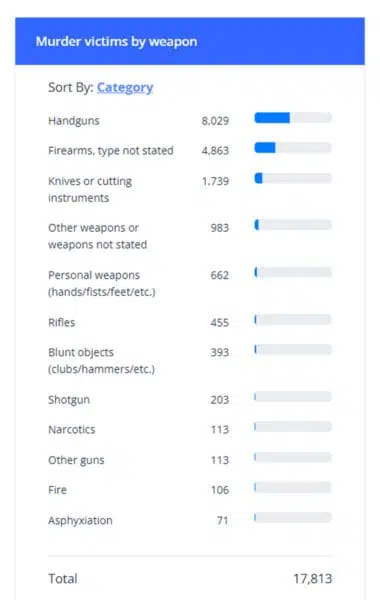 Murder victims by weapon
Sort By: Category
Handguns 8,029
Firearms, type not stated 4,863
Knives or cutting 1,739
instruments
Other weapons or 983
weapons not stated
Personal weapons 662
(hands/fists/feet/etc.)
Rifles 455
Blunt objects 393
(clubs/hammers/etc.)
Shotgun 203
Narcotics 113
Other guns 113
Fire 106
Asphyxiation 71
Total 17,813